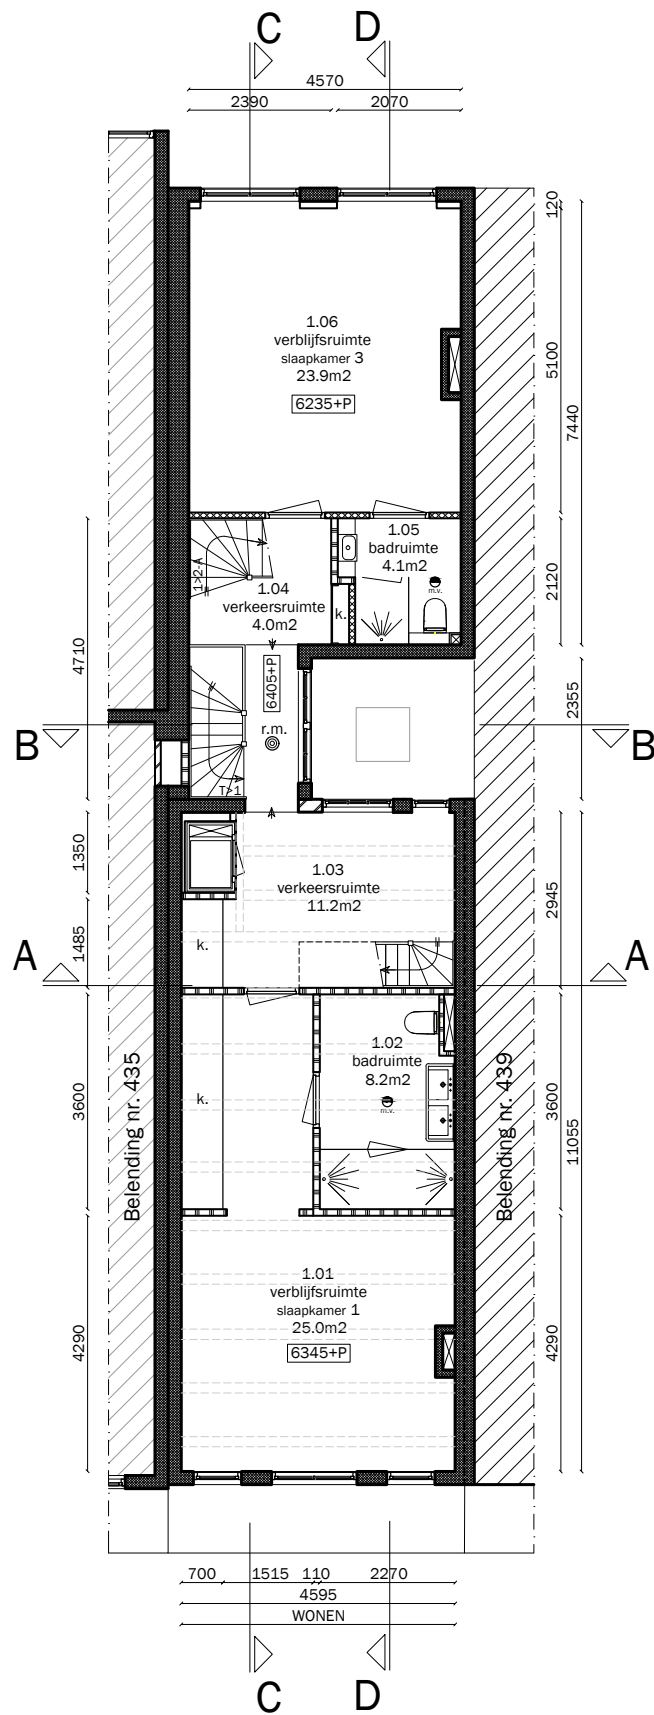 C
D
4570
2390
2070
120
1.06
verblijfsruimte
slaapkamer 3
23.9m2
6235+P
5100
7440
1.05
badruimte
4.1m2
m.v.
k.
1>2-A
1.04
verkeersruimte
4.0m2
2120
4710
6405+P
r.m.
T>1
2355
B
B
1.03
verkeersruimte
11.2m2
1350
1485
2945
k.
A
A
1.02
badruimte
8.2m2
m.v.
k.
3600
3600
11055
Belending nr. 435
Belending nr. 439
1.01
verblijfsruimte
slaapkamer 1
25.0m2
6345+P
4290
4290
700
1515
110
2270
4595
WONEN
C
D